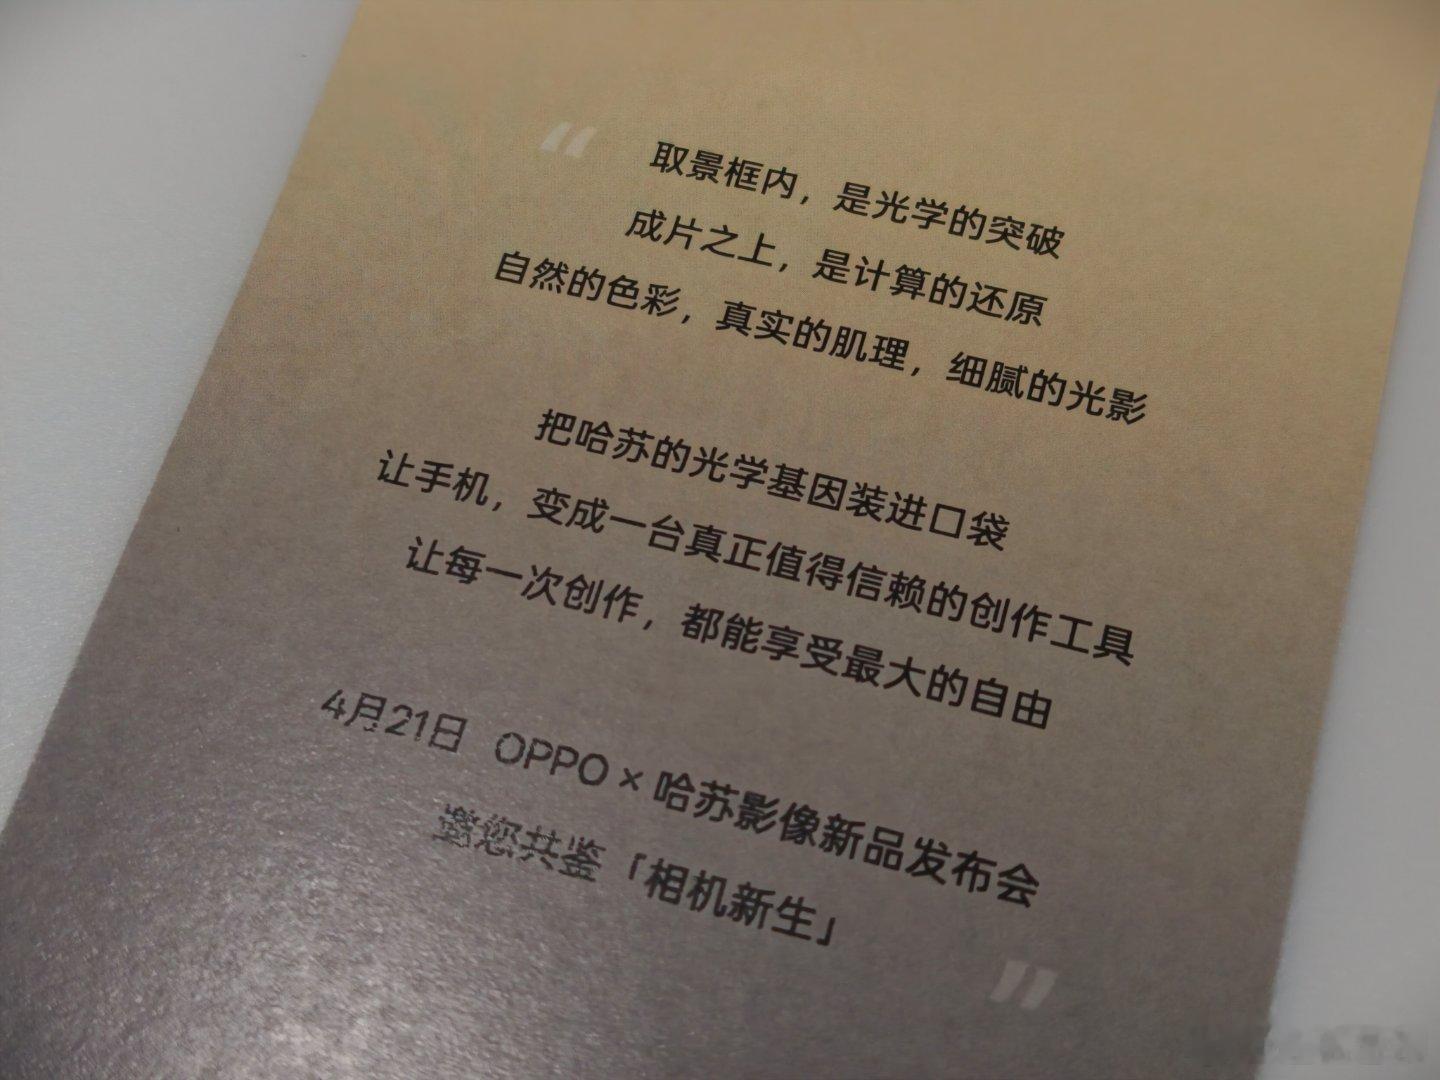 “
取景框内，是光学的突破
成片之上，是计算的还原
自然的色彩，真实的肌理，细腻的光影
把哈苏的光学基因装进口袋
让手机，变成一台真正值得信赖的创作工具
让每一次创作，都能享受最大的自由
4月21日 OPPO × 哈苏影像新品发布会
邀您共鉴「相机新生」
”